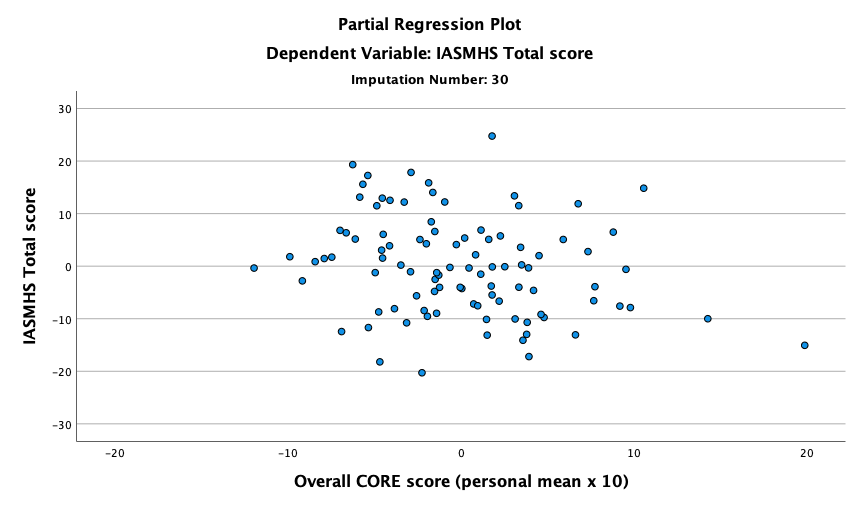 Partial Regression Plot
Dependent Variable: IASMHS Total score
Imputation Number: 30
IASMHS Total score
30
20
10
0
-10
-20
-30
-20
-10
0
10
20
Overall CORE score (personal mean x 10)